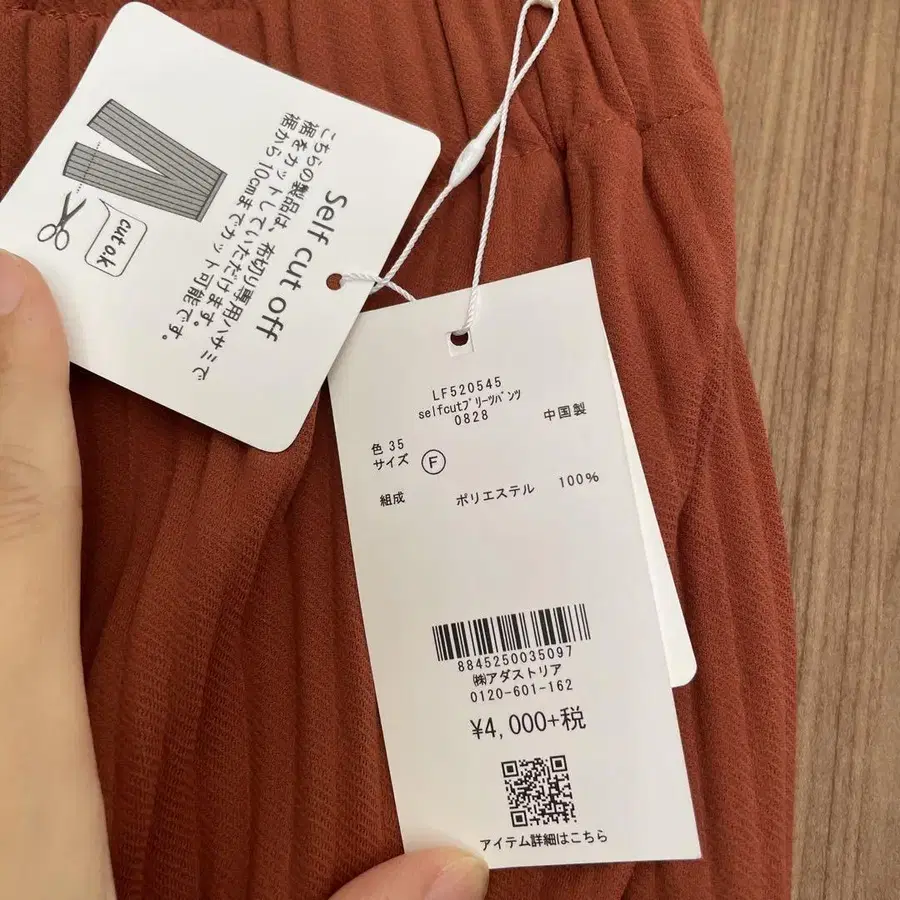 Self cut off
こちらの製品は、布切り専用ハサミで
裾をカットしていただけます。
裾から10cmまでカット可能です。
cut o.k
LF520545
selfcutプリーツパンツ
0828
中国製
色 35
サイズ F
組成 ポリエステル 100%
8845250035097
㈱アダストリア
0120-601-162
¥4,000+税
アイテム詳細はこちら